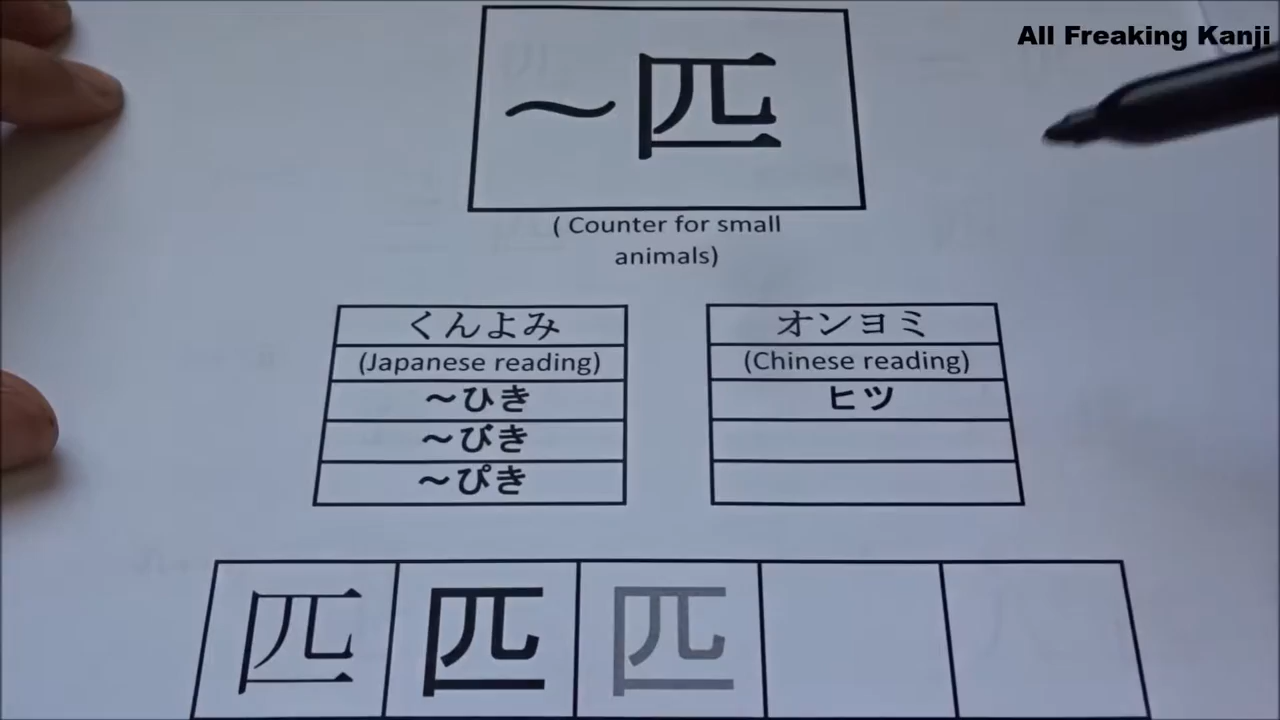 All Freaking Kanji
～匹
( Counter for small
animals)
くんよみ
(Japanese reading)
～ひき
～びき
～ぴき
オンヨミ
(Chinese reading)
ヒツ
匹 匹 匹